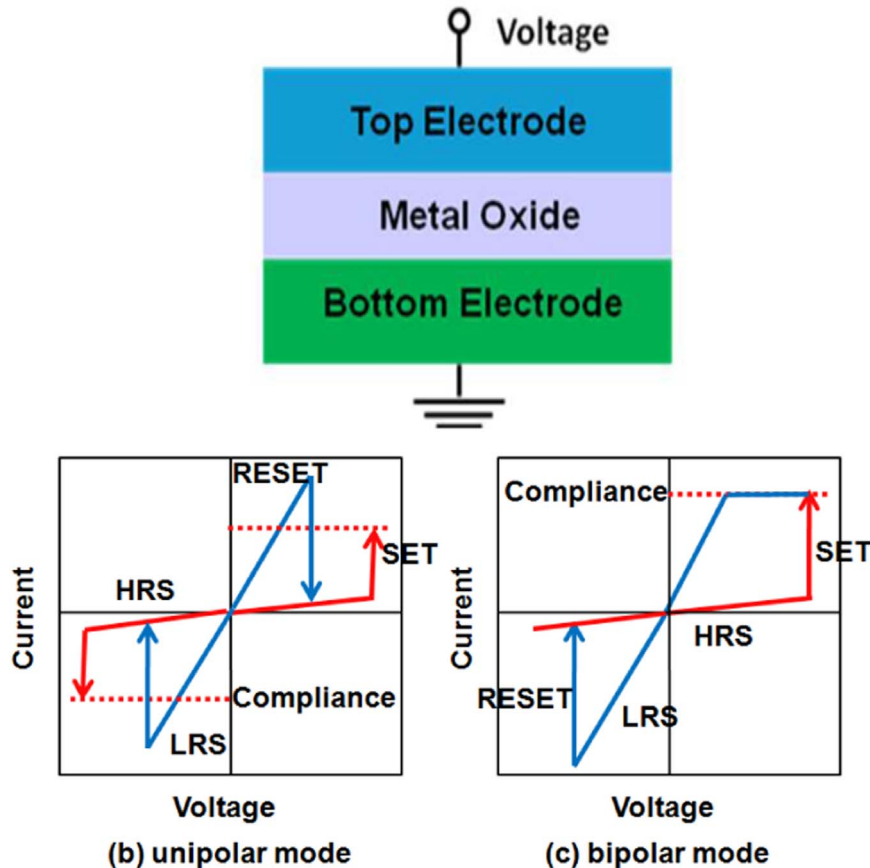 Voltage
Top Electrode
Metal Oxide
Bottom Electrode
RESET
SET
HRS
Compliance
LRS
Current
Voltage
(b) unipolar mode
Compliance
SET
HRS
RESET
LRS
Current
Voltage
(c) bipolar mode